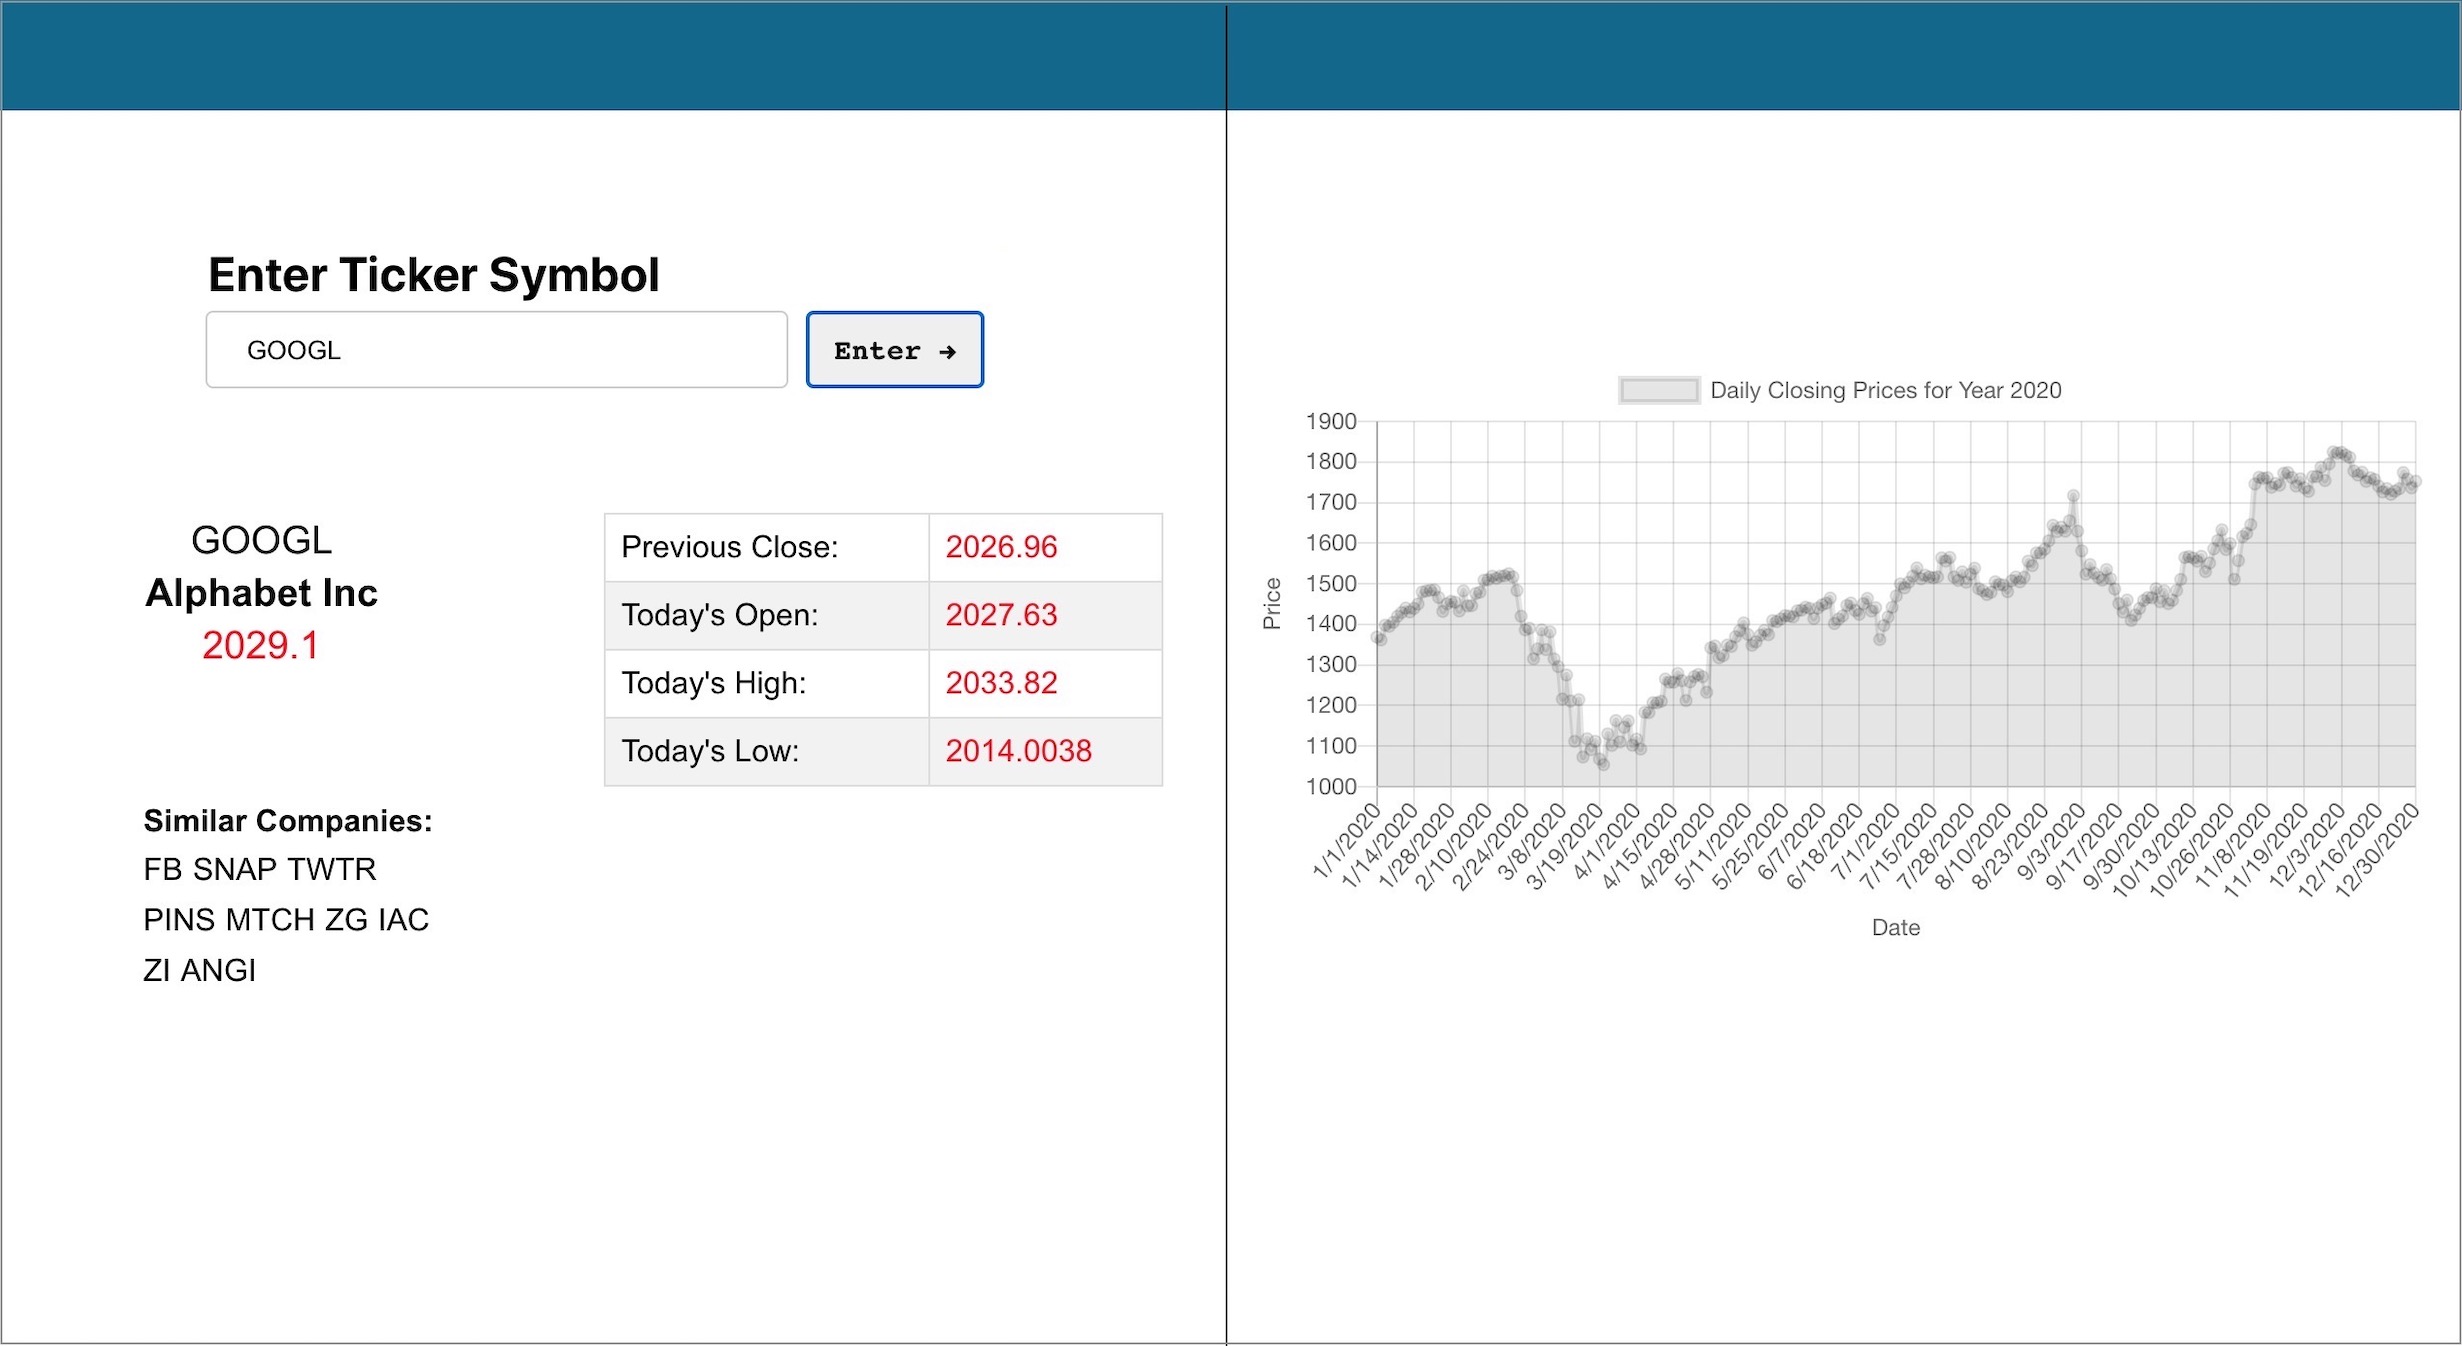 Enter Ticker Symbol
GOOGL
Enter →
GOOGL
Alphabet Inc
2029.1
Previous Close: 2026.96
Today's Open: 2027.63
Today's High: 2033.82
Today's Low: 2014.0038
Similar Companies:
FB SNAP TWTR
PINS MTCH ZG IAC
ZI ANGI
Daily Closing Prices for Year 2020
Price
1900
1800
1700
1600
1500
1400
1300
1200
1100
1000
1/1/2020
1/14/2020
1/28/2020
2/10/2020
2/24/2020
3/8/2020
3/19/2020
4/1/2020
4/15/2020
4/28/2020
5/11/2020
5/25/2020
6/7/2020
6/18/2020
7/1/2020
7/15/2020
7/28/2020
8/10/2020
8/23/2020
9/3/2020
9/17/2020
9/30/2020
10/13/2020
10/26/2020
11/8/2020
11/19/2020
12/3/2020
12/16/2020
12/30/2020
Date